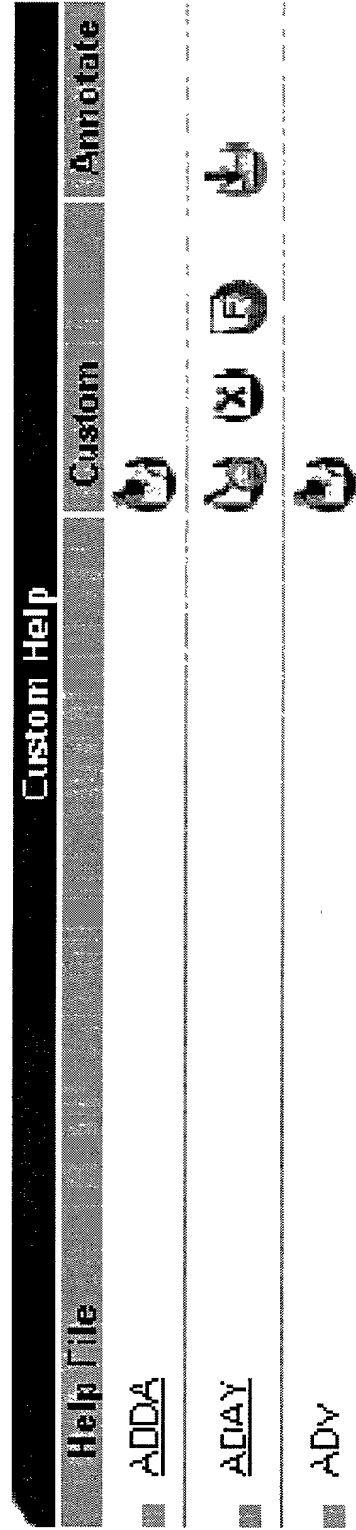 Custom Help
Help File Custom Annotate
ADDA
ADAY
X F
ADv